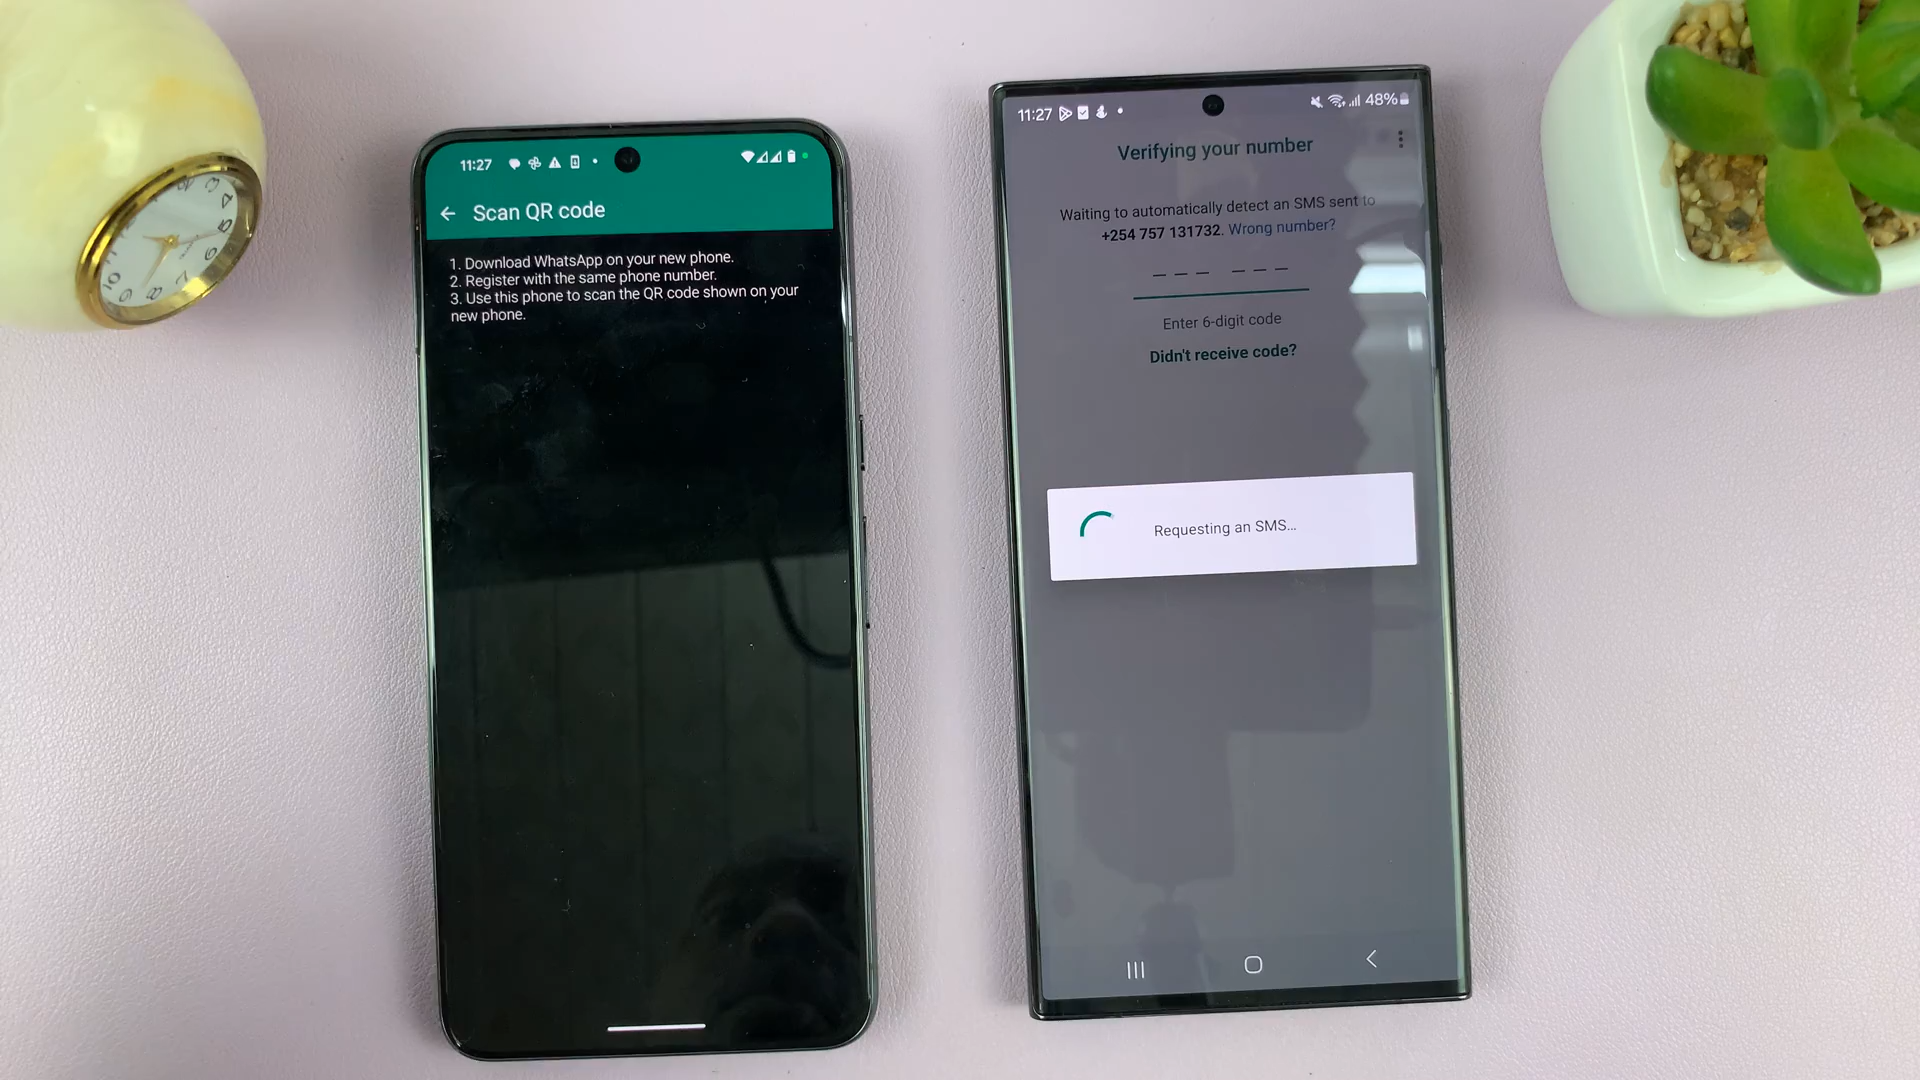 11:27
Scan QR code
1. Download WhatsApp on your new phone.
2. Register with the same phone number.
3. Use this phone to scan the QR code shown on your
new phone.
11:27
48%
Verifying your number
Waiting to automatically detect an SMS sent to
+254 757 131732. Wrong number?
Enter 6-digit code
Didn't receive code?
Requesting an SMS...